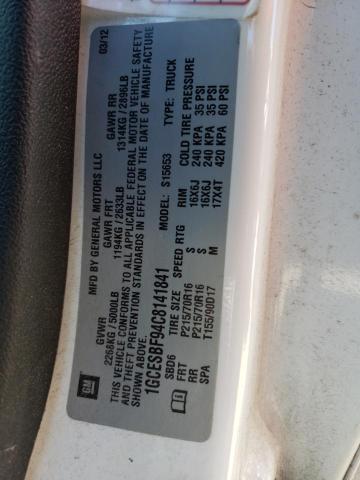 MFD BY GENERAL MOTORS LLC 03/12
GVWR GAWR FRT GAWR RR
2268KG / 5000LB 1194KG / 2633LB 1314KG / 2896LB
THIS VEHICLE CONFORMS TO ALL APPLICABLE FEDERAL MOTOR VEHICLE SAFETY
AND THEFT PREVENTION STANDARDS IN EFFECT ON THE DATE OF MANUFACTURE
SHOWN ABOVE.
1GCESBF94C8141841 MODEL: S15653 TYPE: TRUCK
SBD6 TIRE SIZE SPEED RTG RIM COLD TIRE PRESSURE
FRT P215/70R16 S 16X6J 240 KPA 35 PSI
RR P215/70R16 S 16X6J 240 KPA 35 PSI
SPA T155/90D17 M 17X4T 420 KPA 60 PSI
GM